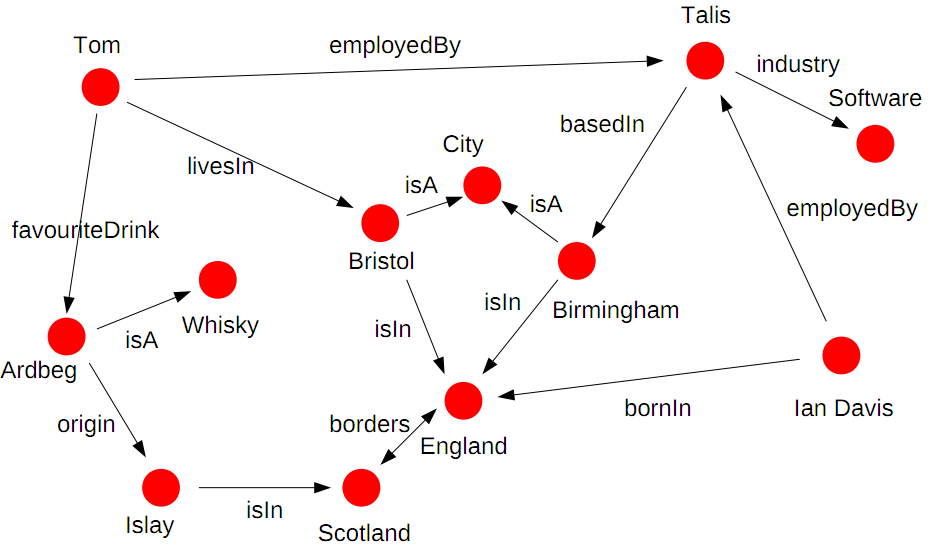 Talis
Tom
employedBy
industry
Software
basedIn
City
livesIn
isA
isA
employedBy
favouriteDrink
Bristol
isIn
Birmingham
Whisky
isIn
isA
Ardbeg
bornIn
Ian Davis
origin
borders
England
isIn
Islay
Scotland